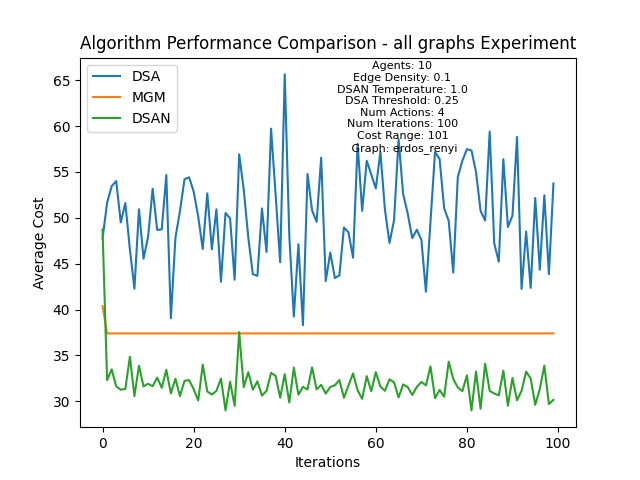 Algorithm Performance Comparison - all graphs Experiment
DSA
MGM
DSAN
Agents: 10
Edge Density: 0.1
DSAN Temperature: 1.0
DSA Threshold: 0.25
Num Actions: 4
Num Iterations: 100
Cost Range: 101
Graph: erdos_renyi
Average Cost
65
60
55
50
45
40
35
30
0
20
40
60
80
100
Iterations